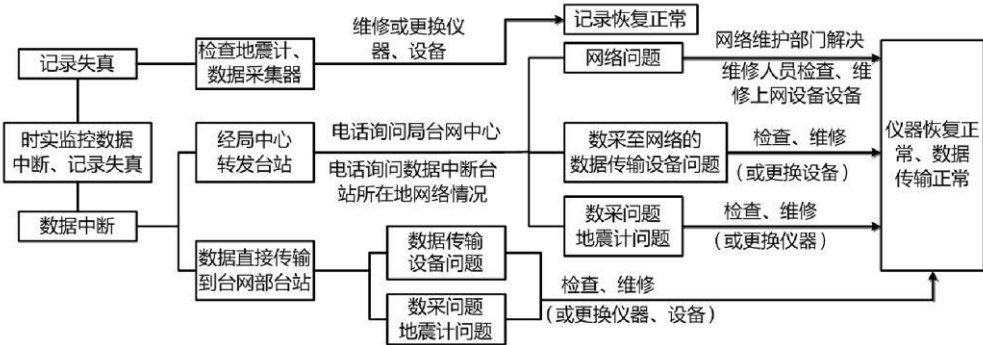 记录失真
检查地震计、
数据采集器
维修或更换仪
器、设备
记录恢复正常
时实监控数据
中断、记录失真
数据中断
经局中心
转发台站
电话询问局台网中心
电话询问数据中断台
站所在地网络情况
网络问题
网络维护部门解决
维修人员检查、维
修上网设备设备
数采至网络的
数据传输设备问题
检查、维修
(或更换设备)
数采问题
地震计问题
检查、维修
(或更换仪器)
数据直接传输
到台网部台站
数据传输
设备问题
数采问题
地震计问题
检查、维修
(或更换仪器、设备)
仪器恢复正
常、数据
传输正常